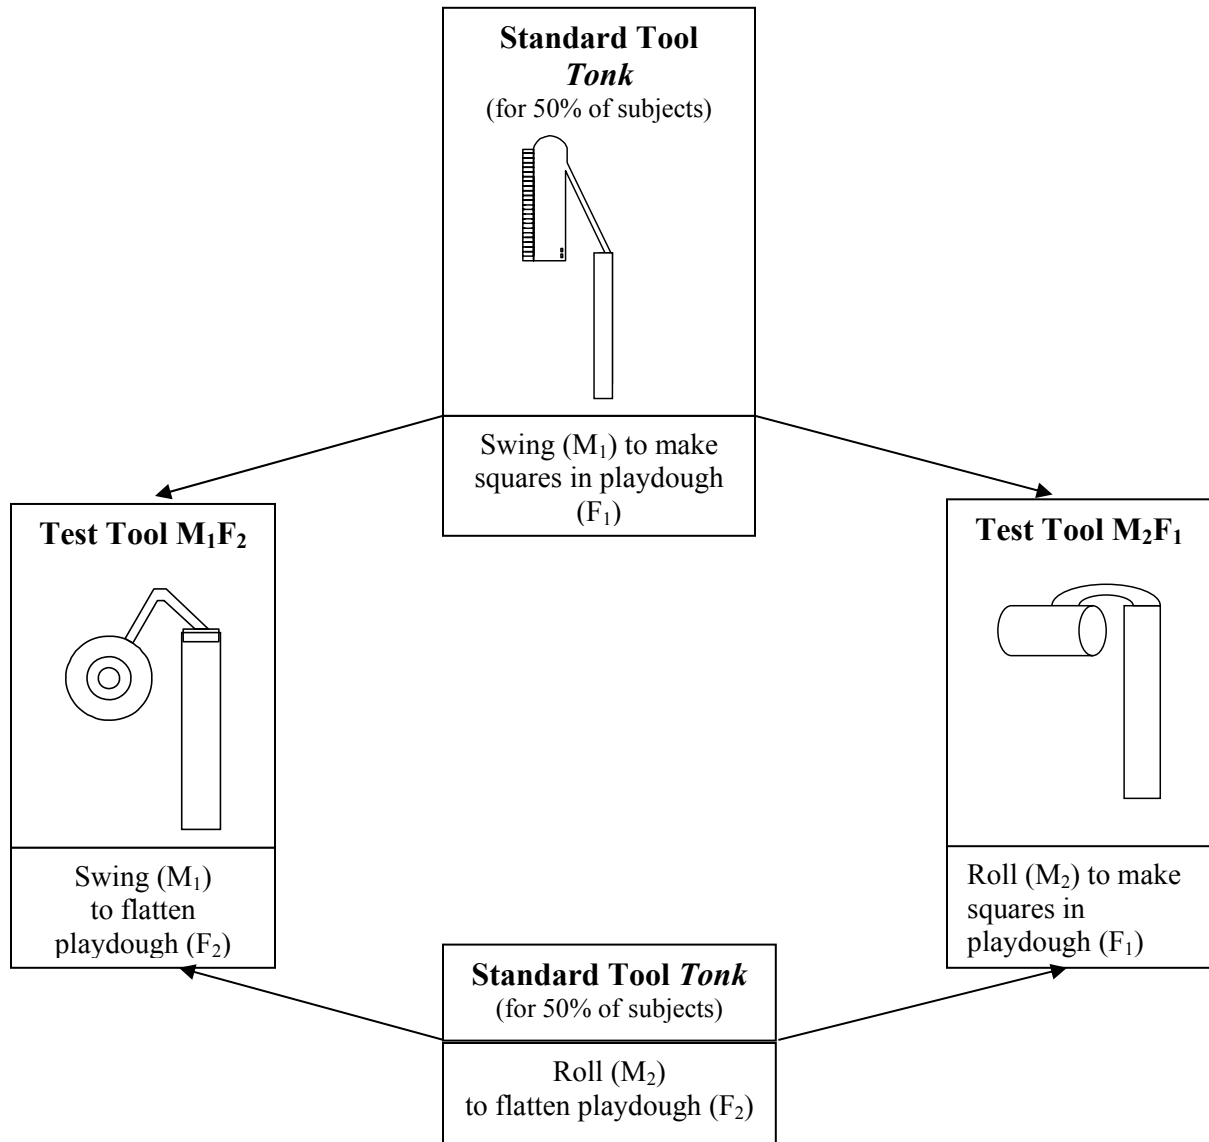 Standard Tool
Tonk
(for 50% of subjects)
Swing (M₁) to make
squares in playdough
(F₁)
Test Tool M₁F₂
Swing (M₁)
to flatten
playdough (F₂)
Test Tool M₂F₁
Roll (M₂) to make
squares in
playdough (F₁)
Standard Tool Tonk
(for 50% of subjects)
Roll (M₂)
to flatten playdough (F₂)